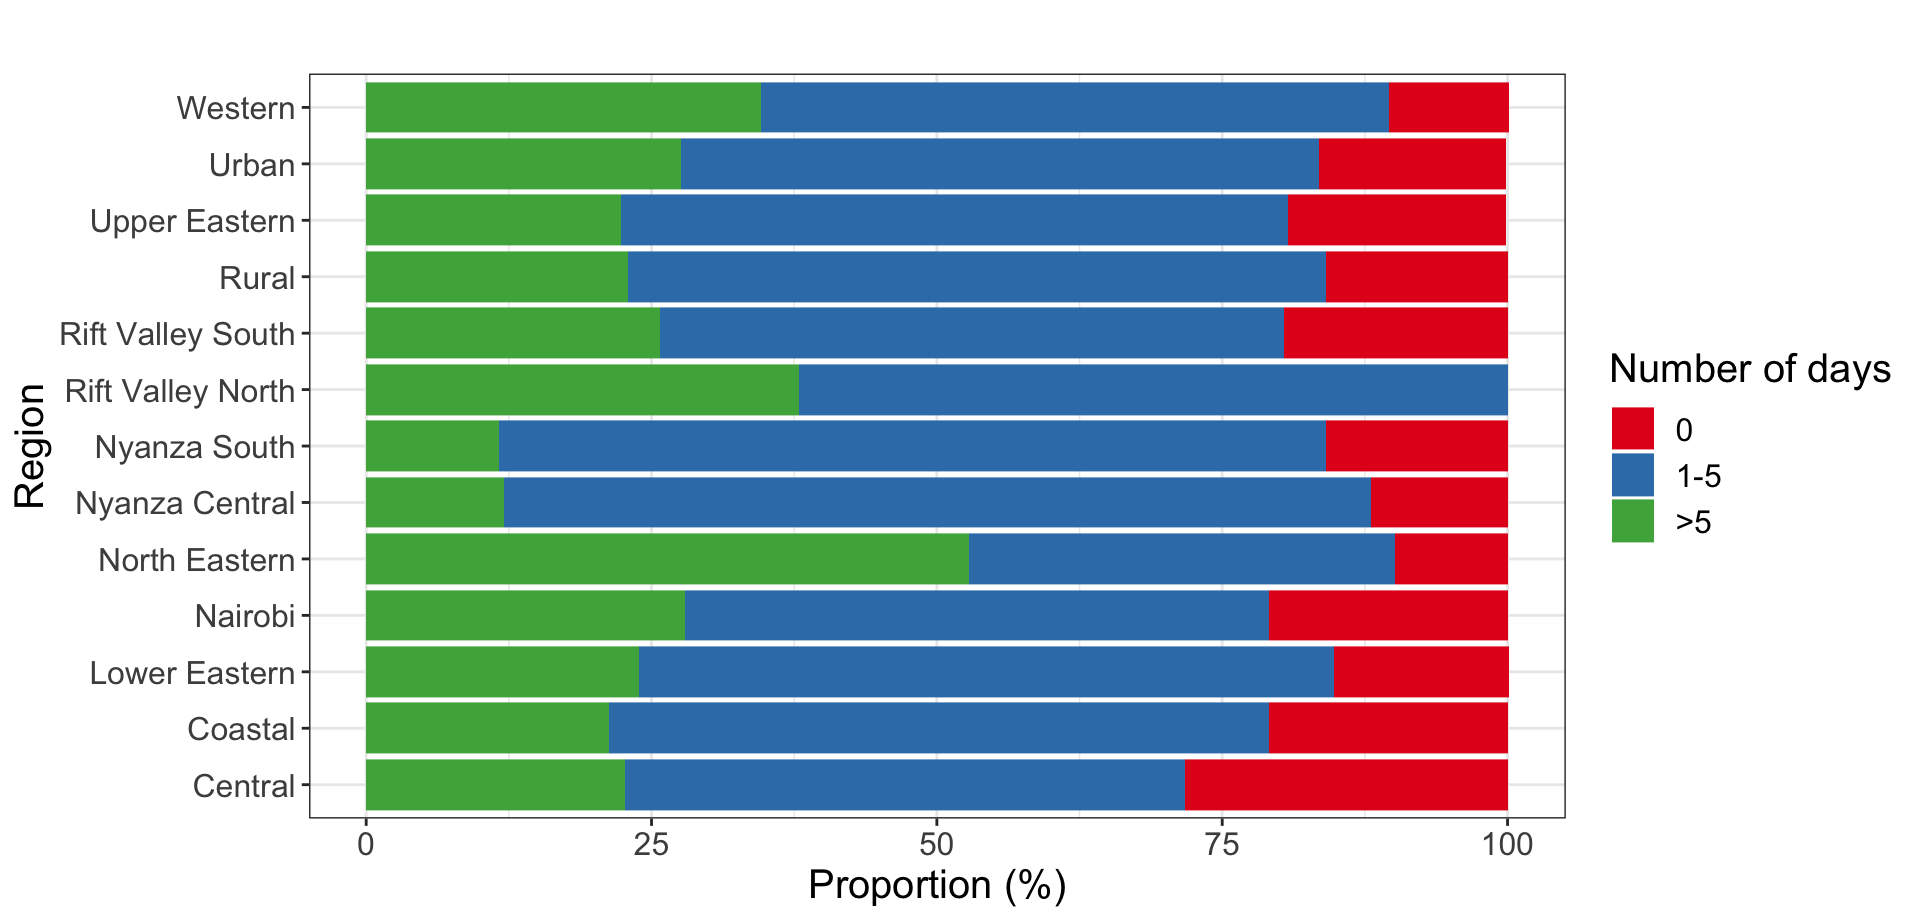 Western
Urban
Upper Eastern
Rural
Rift Valley South
Rift Valley North
Nyanza South
Nyanza Central
North Eastern
Nairobi
Lower Eastern
Coastal
Central
Region
0 25 50 75 100
Proportion (%)
Number of days
0
1-5
>5